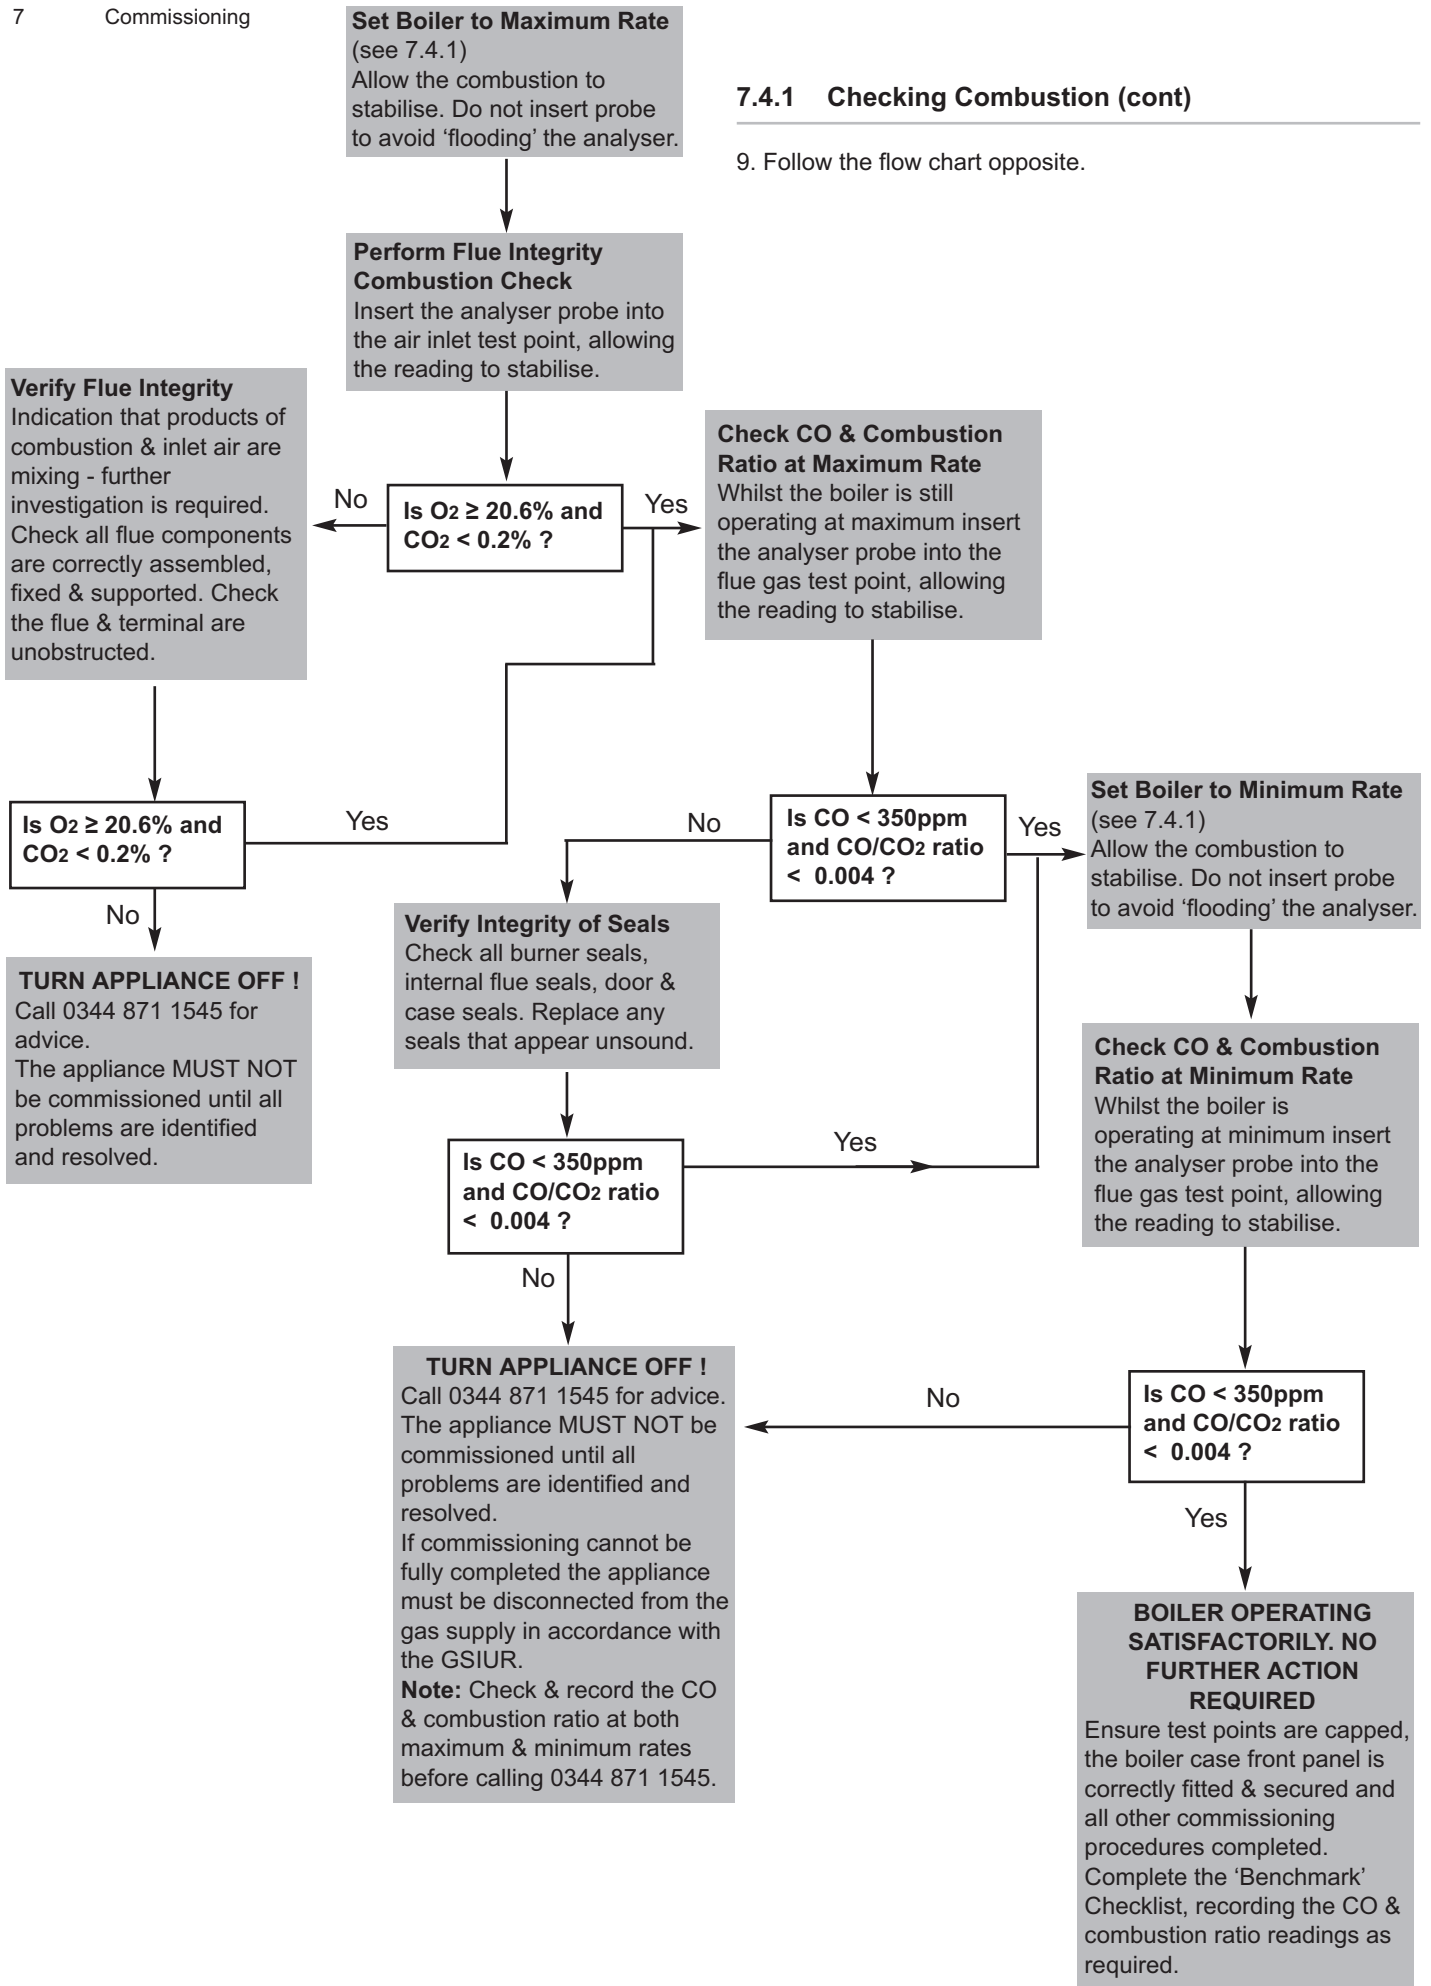 7 Commissioning
7.4.1 Checking Combustion (cont)
9. Follow the flow chart opposite.
Set Boiler to Maximum Rate
(see 7.4.1)
Allow the combustion to
stabilise. Do not insert probe
to avoid ‘flooding’ the analyser.
Perform Flue Integrity
Combustion Check
Insert the analyser probe into
the air inlet test point, allowing
the reading to stabilise.
Is O2 ≥ 20.6% and
CO2 < 0.2% ?
No
Yes
Verify Flue Integrity
Indication that products of
combustion & inlet air are
mixing - further
investigation is required.
Check all flue components
are correctly assembled,
fixed & supported. Check
the flue & terminal are
unobstructed.
Is O2 ≥ 20.6% and
CO2 < 0.2% ?
Yes
No
TURN APPLIANCE OFF !
Call 0344 871 1545 for
advice.
The appliance MUST NOT
be commissioned until all
problems are identified
and resolved.
Check CO & Combustion
Ratio at Maximum Rate
Whilst the boiler is still
operating at maximum insert
the analyser probe into the
flue gas test point, allowing
the reading to stabilise.
Is CO < 350ppm
and CO/CO2 ratio
< 0.004 ?
No
Yes
Verify Integrity of Seals
Check all burner seals,
internal flue seals, door &
case seals. Replace any
seals that appear unsound.
Is CO < 350ppm
and CO/CO2 ratio
< 0.004 ?
Yes
No
TURN APPLIANCE OFF !
Call 0344 871 1545 for advice.
The appliance MUST NOT be
commissioned until all
problems are identified and
resolved.
If commissioning cannot be
fully completed the appliance
must be disconnected from the
gas supply in accordance with
the GSIUR.
Note: Check & record the CO
& combustion ratio at both
maximum & minimum rates
before calling 0344 871 1545.
Set Boiler to Minimum Rate
(see 7.4.1)
Allow the combustion to
stabilise. Do not insert probe
to avoid ‘flooding’ the analyser.
Check CO & Combustion
Ratio at Minimum Rate
Whilst the boiler is
operating at minimum insert
the analyser probe into the
flue gas test point, allowing
the reading to stabilise.
Is CO < 350ppm
and CO/CO2 ratio
< 0.004 ?
No
Yes
BOILER OPERATING
SATISFACTORILY. NO
FURTHER ACTION
REQUIRED
Ensure test points are capped,
the boiler case front panel is
correctly fitted & secured and
all other commissioning
procedures completed.
Complete the ‘Benchmark’
Checklist, recording the CO &
combustion ratio readings as
required.